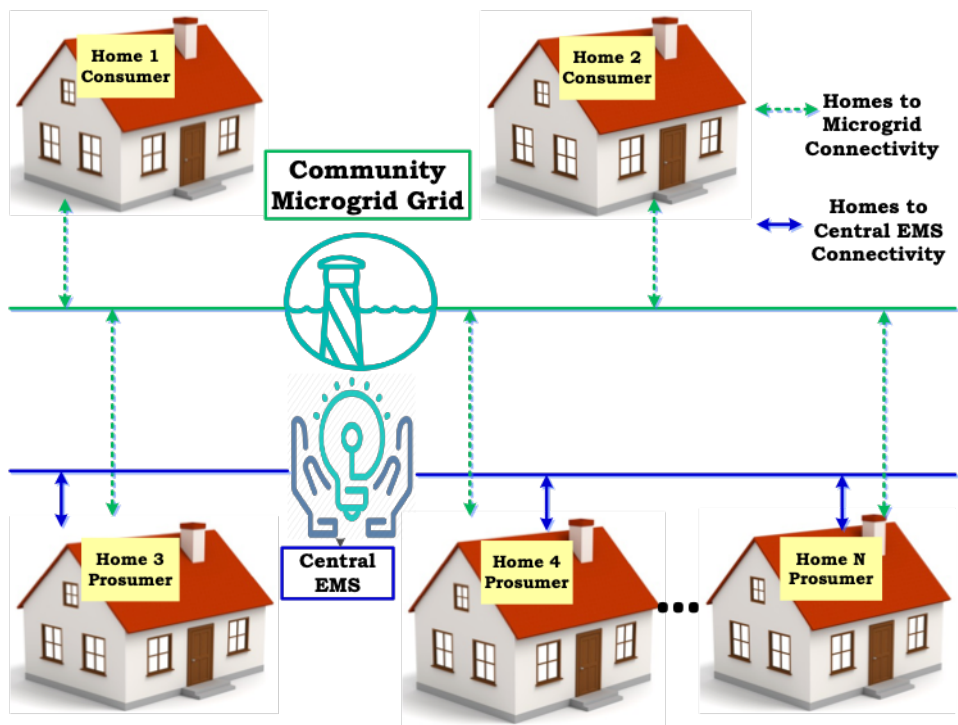 Home 1
Consumer
Home 2
Consumer
Homes to
Microgrid
Connectivity
Community
Microgrid Grid
Homes to
Central EMS
Connectivity
Home 3
Prosumer
Central
EMS
Home 4
Prosumer
Home N
Prosumer